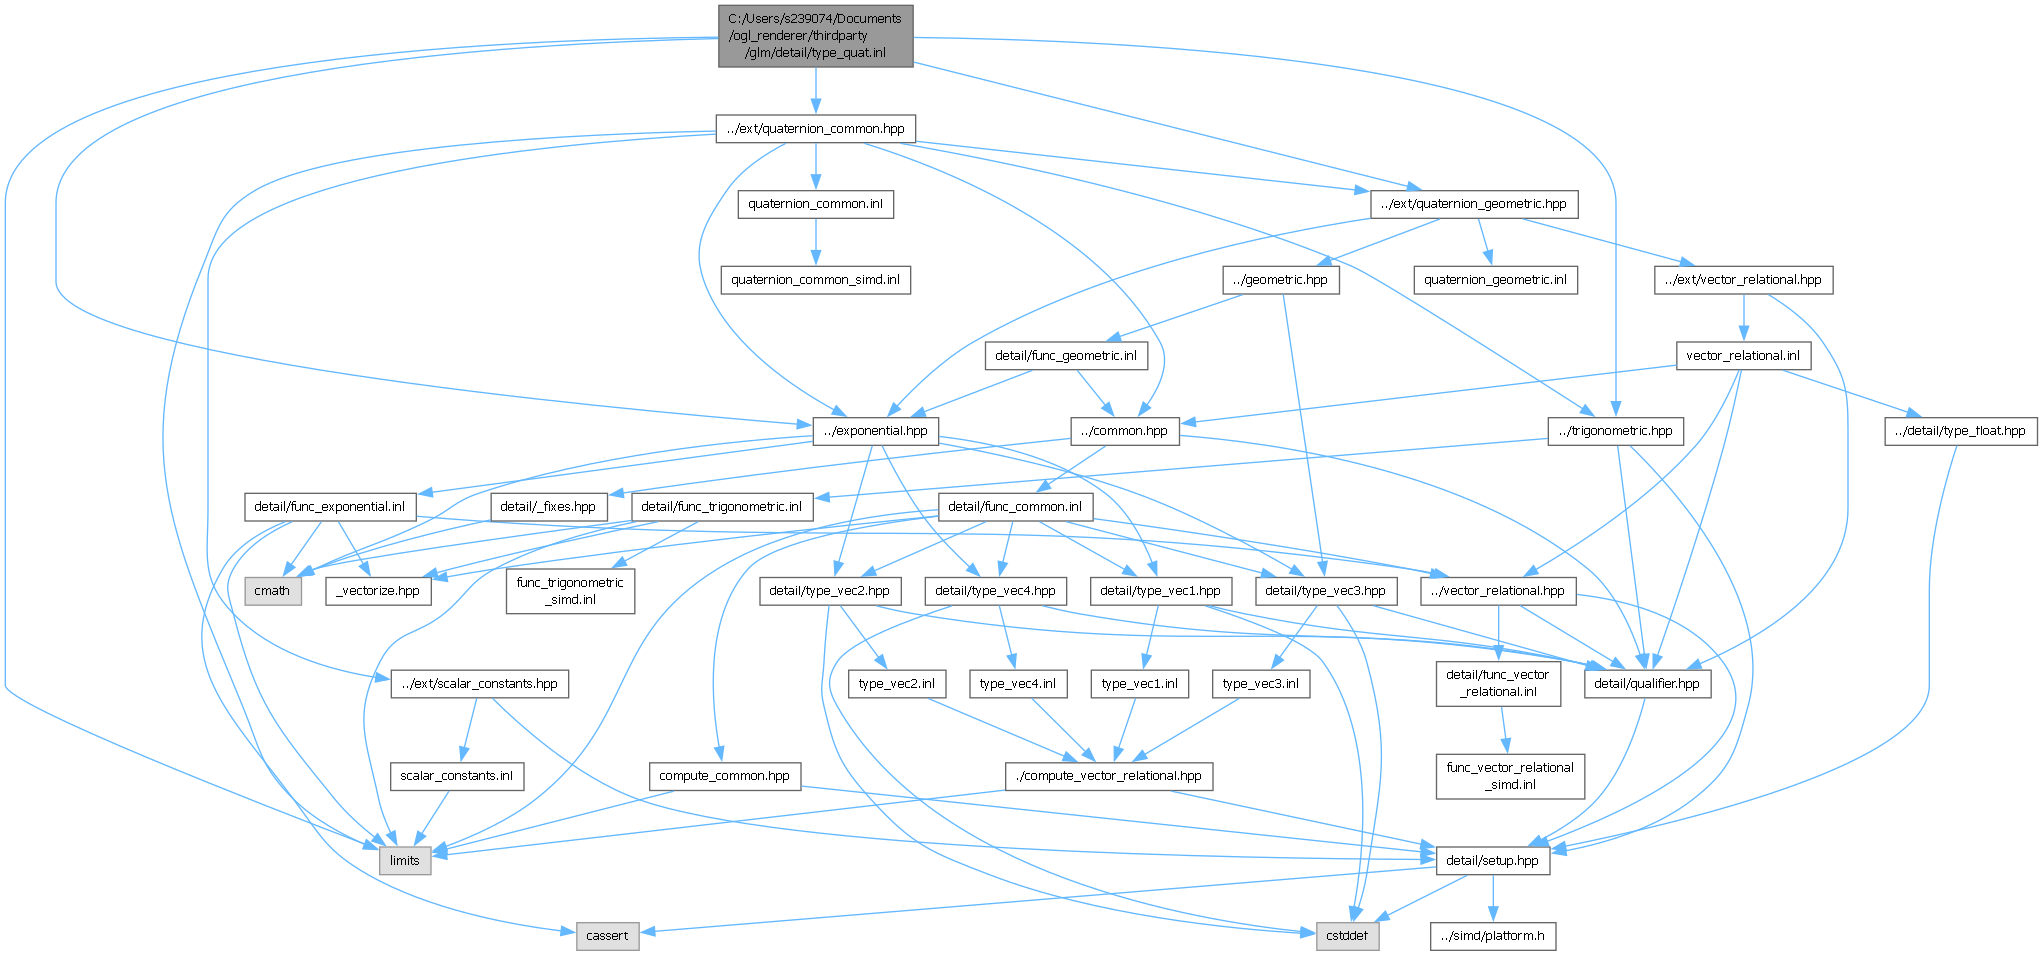 C:/Users/s239074/Documents
/ogl_renderer/thirdparty
/glm/detail/type_quat.inl
../ext/quaternion_common.hpp
quaternion_common.inl
../ext/quaternion_geometric.hpp
quaternion_common_simd.inl
../geometric.hpp
quaternion_geometric.inl
../ext/vector_relational.hpp
detail/func_geometric.inl
vector_relational.inl
../exponential.hpp
../common.hpp
../trigonometric.hpp
../detail/type_float.hpp
detail/func_exponential.inl
detail/_fixes.hpp
detail/func_trigonometric.inl
detail/func_common.inl
cmath
_vectorize.hpp
func_trigonometric
_simd.inl
detail/type_vec2.hpp
detail/type_vec4.hpp
detail/type_vec1.hpp
detail/type_vec3.hpp
../vector_relational.hpp
../ext/scalar_constants.hpp
type_vec2.inl
type_vec4.inl
type_vec1.inl
type_vec3.inl
detail/func_vector
_relational.inl
detail/qualifier.hpp
scalar_constants.inl
compute_common.hpp
./compute_vector_relational.hpp
func_vector_relational
_simd.inl
limits
detail/setup.hpp
cassert
cstddef
../simd/platform.h